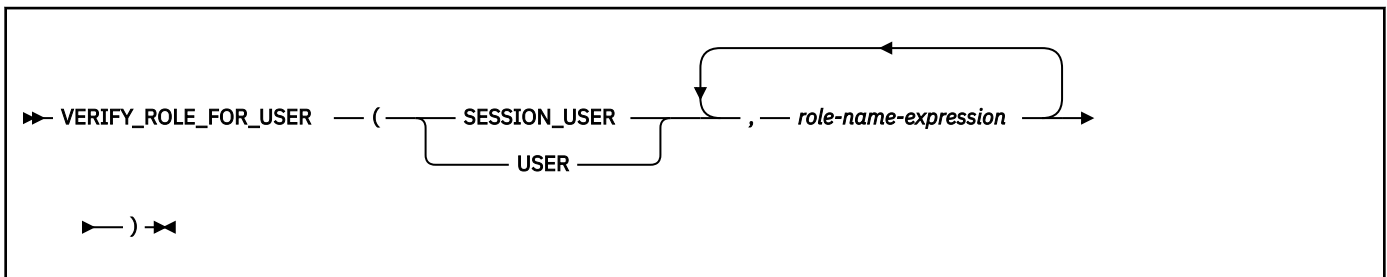 VERIFY_ROLE_FOR_USER ( SESSION_USER , role-name-expression
USER
)